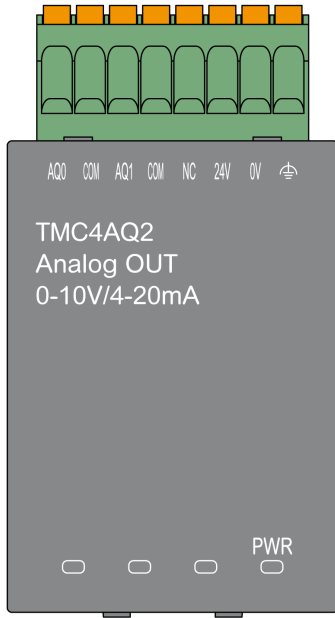 AQ0 COM AQ1 COM NC 24V 0V
TMC4AQ2
Analog OUT
0-10V/4-20mA
PWR